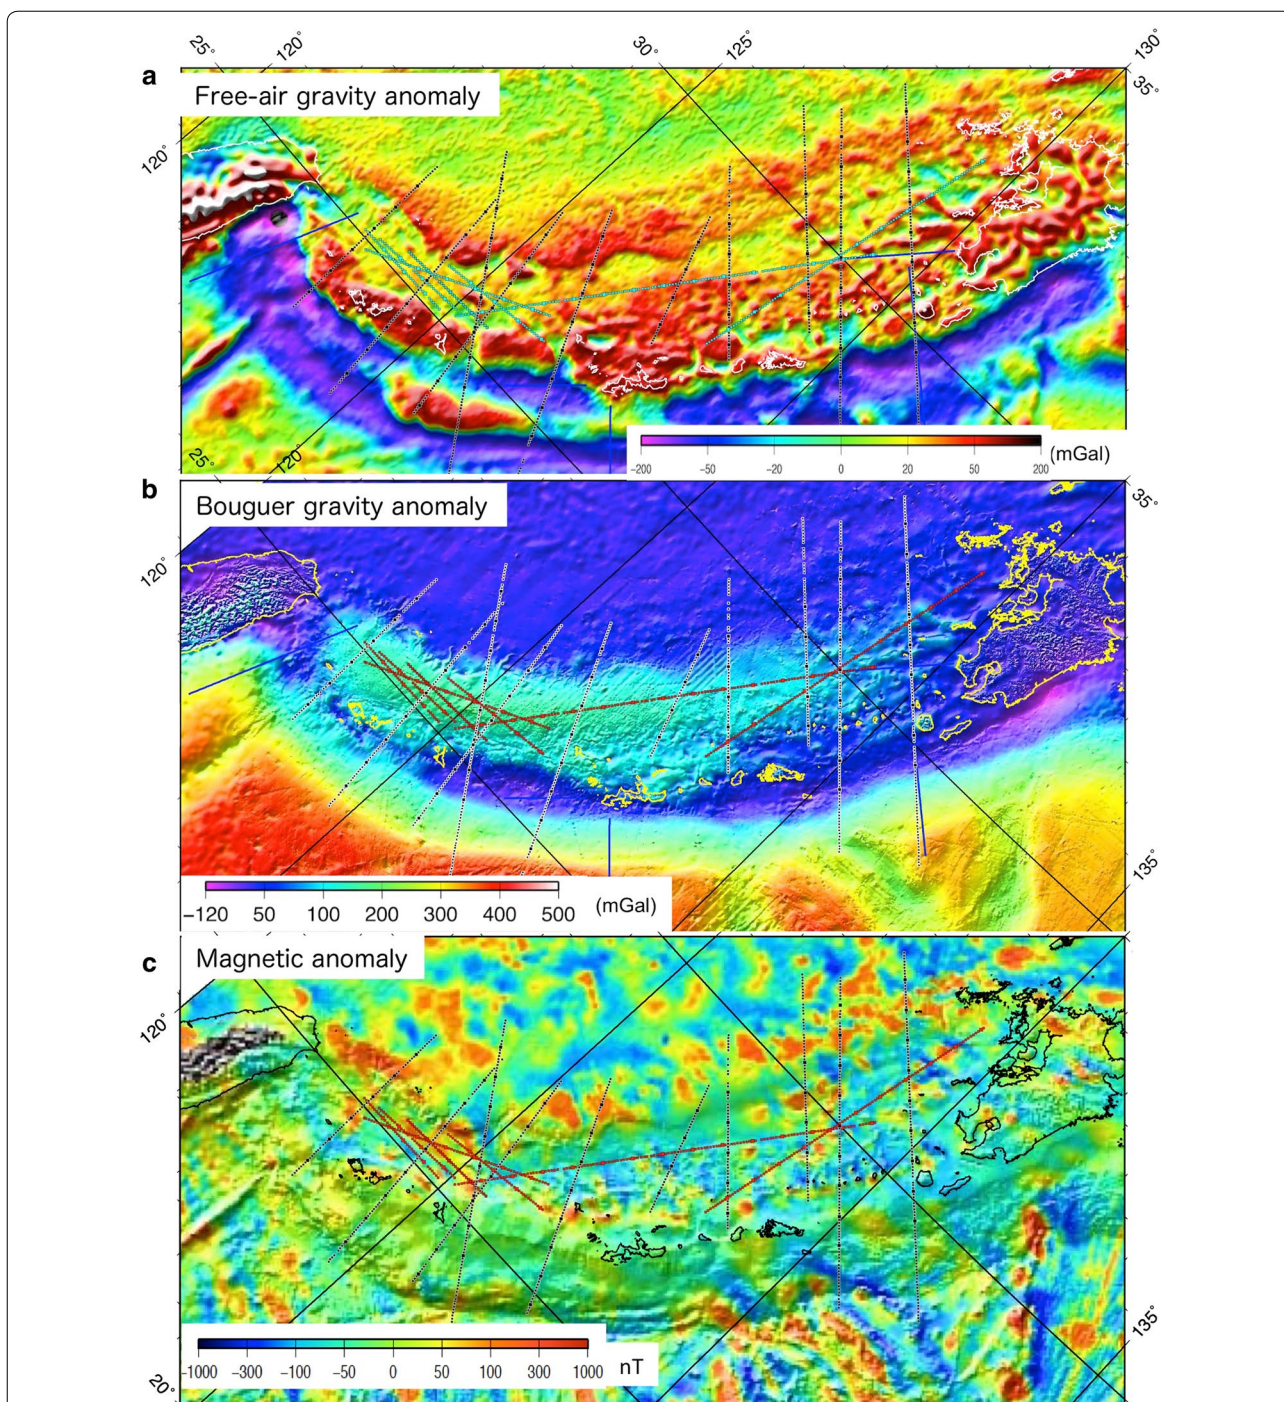 25° 120° 30° 125° 130°
a
Free-air gravity anomaly
35°
120°
25° 120°
-200 -50 -20 0 20 50 200 (mGal)
b
Bouguer gravity anomaly
35°
120°
-120 50 100 200 300 400 500 (mGal)
135°
c
Magnetic anomaly
120°
-1000 -300 -100 -50 0 50 100 300 1000 nT
135°
20°